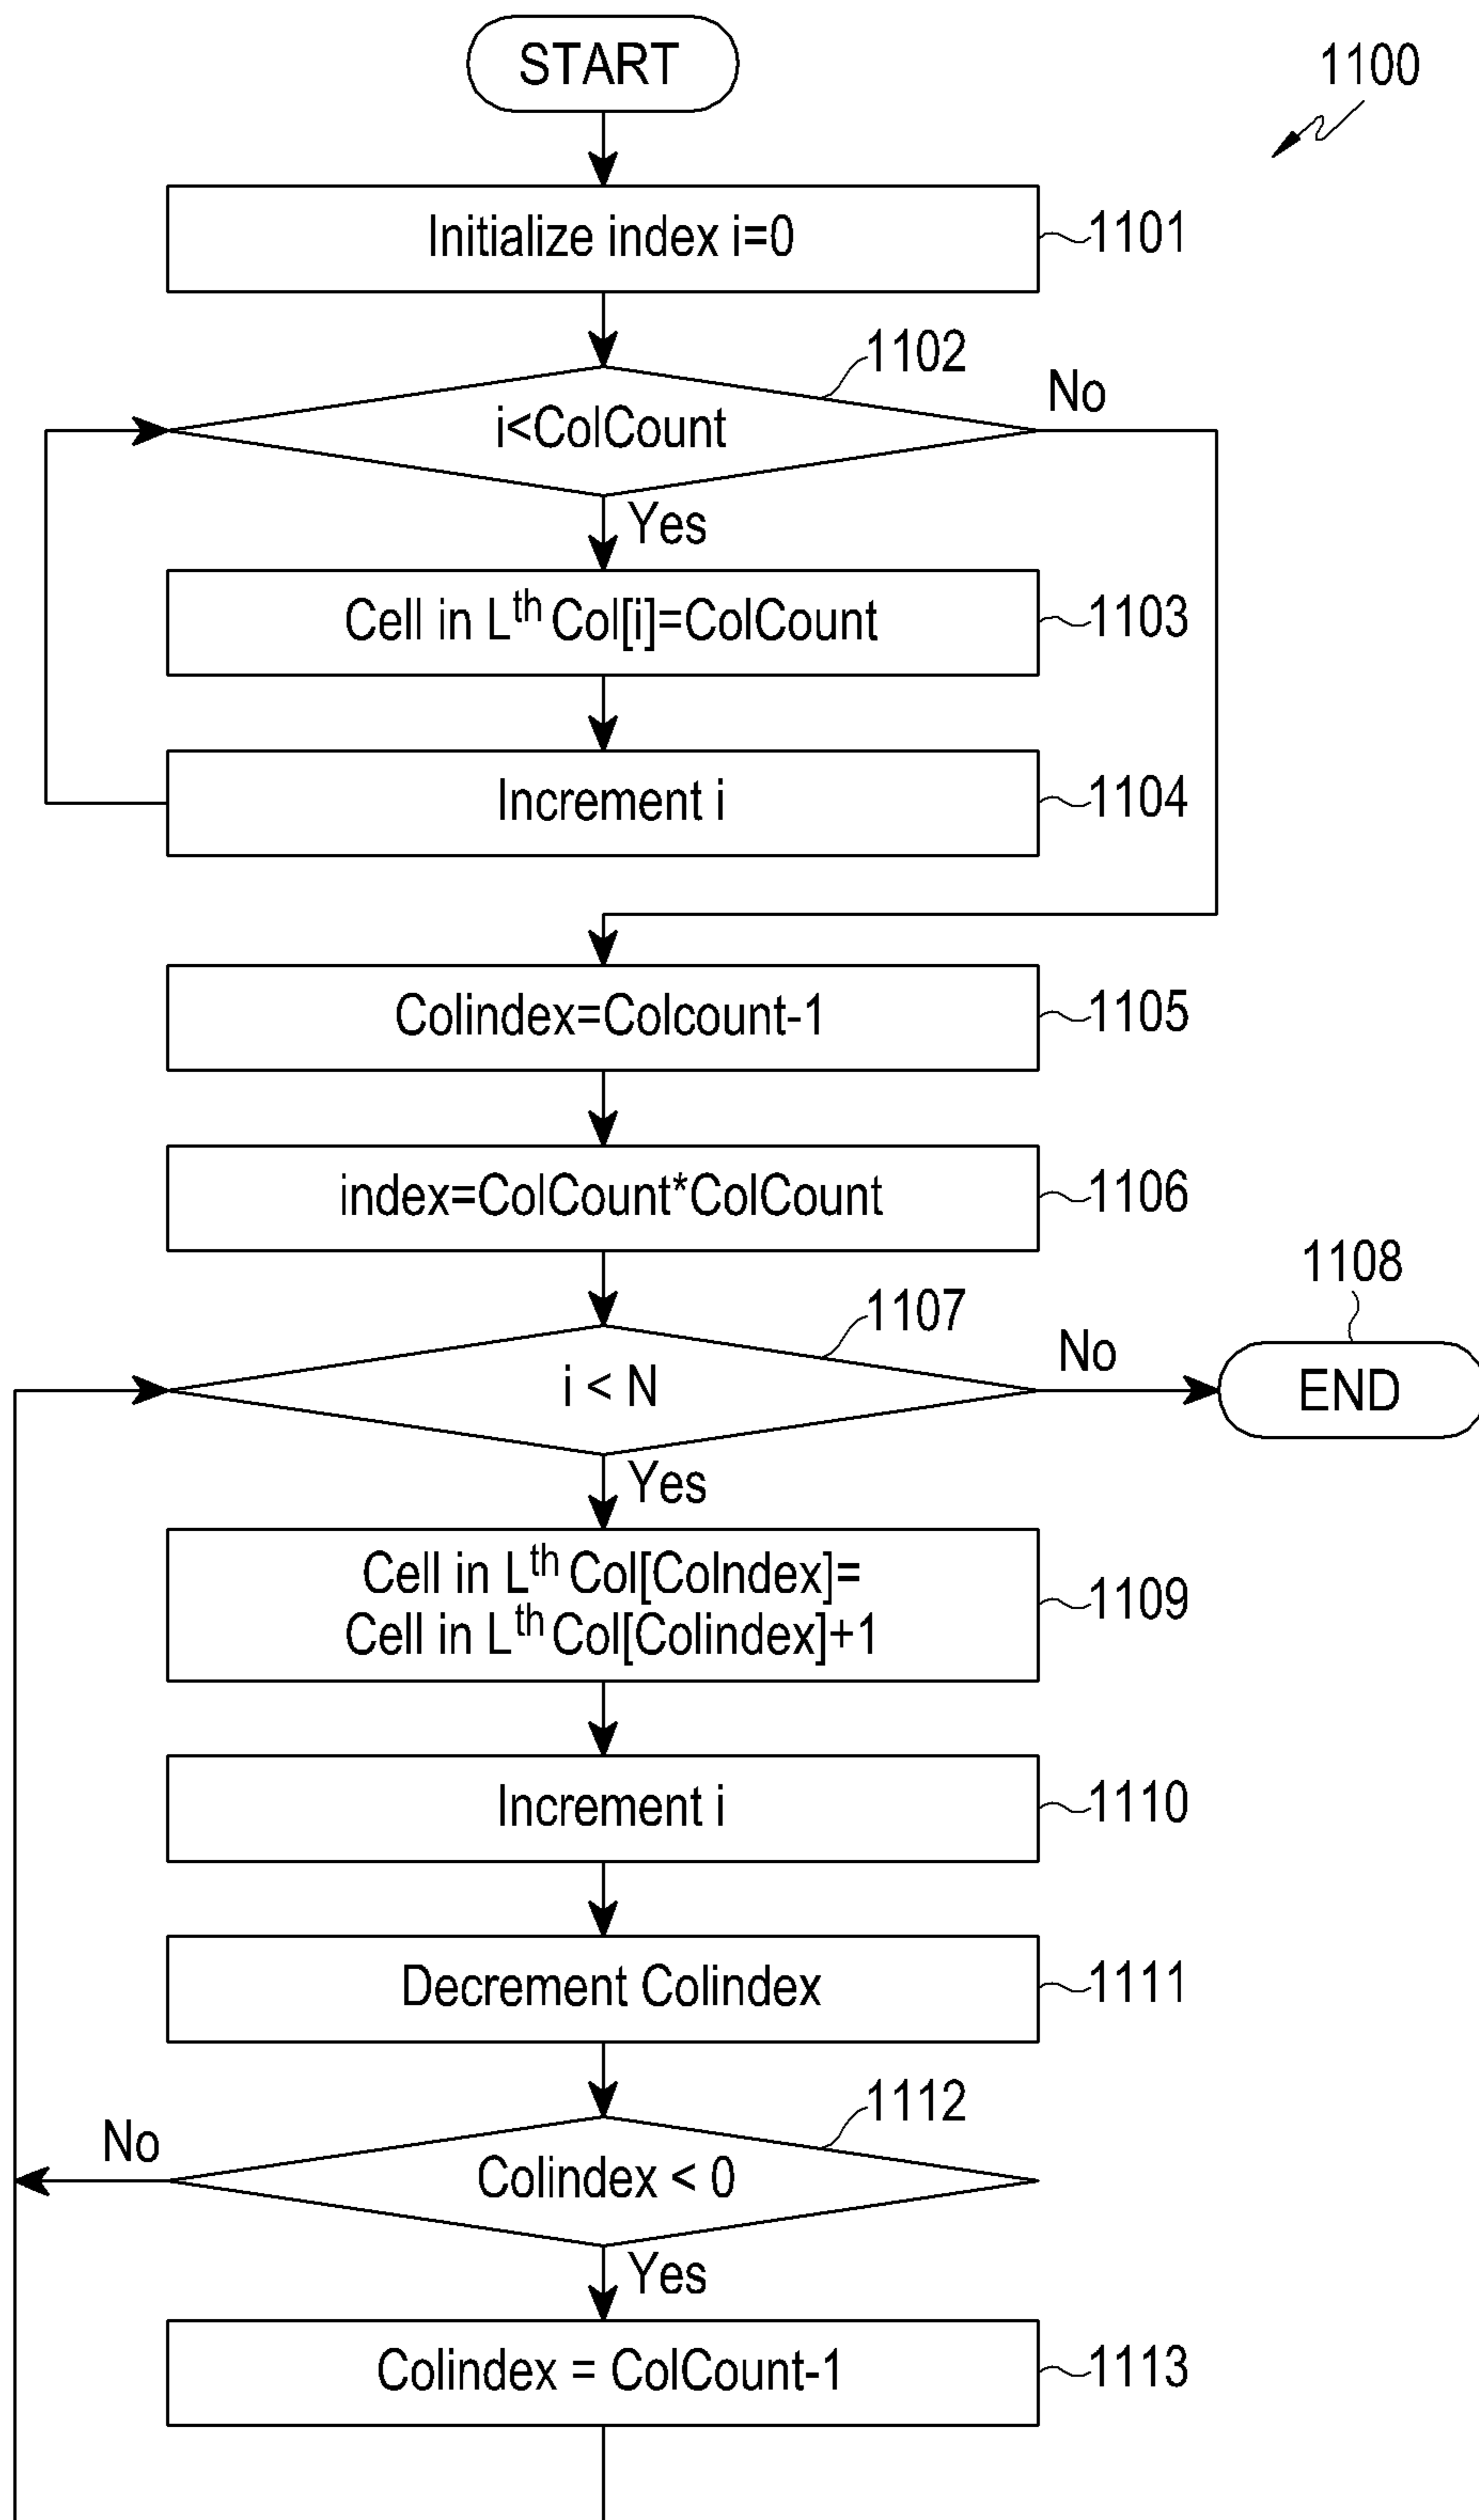 START
1100
Initialize index i=0
1101
1102
i<ColCount
No
Yes
Cell in Lth Col[i]=ColCount
1103
Increment i
1104
Colindex=Colcount-1
1105
index=ColCount*ColCount
1106
1108
1107
i < N
No
END
Yes
Cell in Lth Col[Colndex]=
Cell in Lth Col[Colindex]+1
1109
Increment i
1110
Decrement Colindex
1111
1112
No
Colindex < 0
Yes
Colindex = ColCount-1
1113